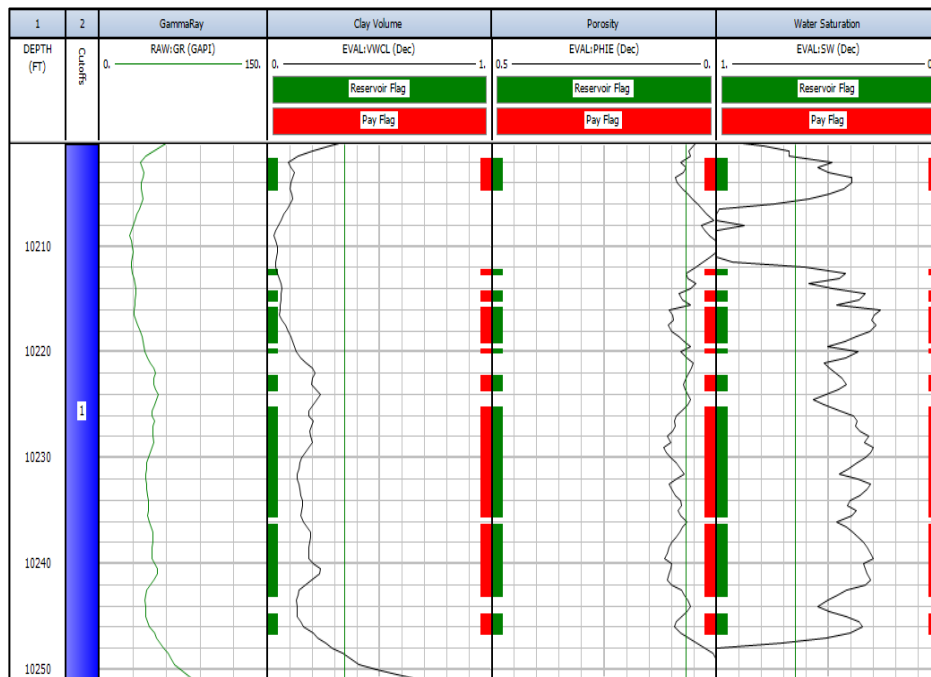 1 2 GammaRay Clay Volume Porosity Water Saturation
DEPTH (FT) Cutoffs RAW:GR (GAPI) EVAL:VWCL (Dec) EVAL:PHIE (Dec) EVAL:SW (Dec)
0. 150. 0. 1. 0.5 0. 1. 0
Reservoir Flag Reservoir Flag Reservoir Flag
Pay Flag Pay Flag Pay Flag
10210
10220
1
10230
10240
10250